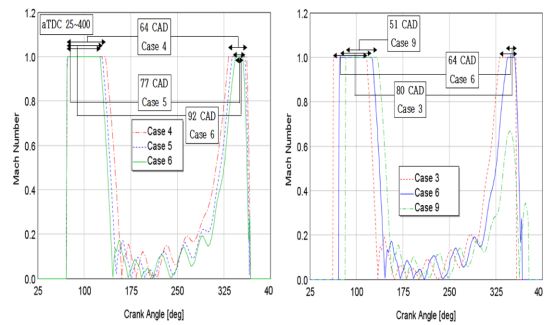 aTDC 25~400
64 CAD
Case 4
77 CAD
Case 5
92 CAD
Case 6
Case 4
Case 5
Case 6
Mach Number
1.2
1.0
0.8
0.6
0.4
0.2
0.0
25
100
175
250
325
40
Crank Angle [deg]
51 CAD
Case 9
64 CAD
Case 6
80 CAD
Case 3
Case 3
Case 6
Case 9
Mach Number
1.2
1.0
0.8
0.6
0.4
0.2
0.0
25
100
175
250
325
40
Crank Angle [deg]